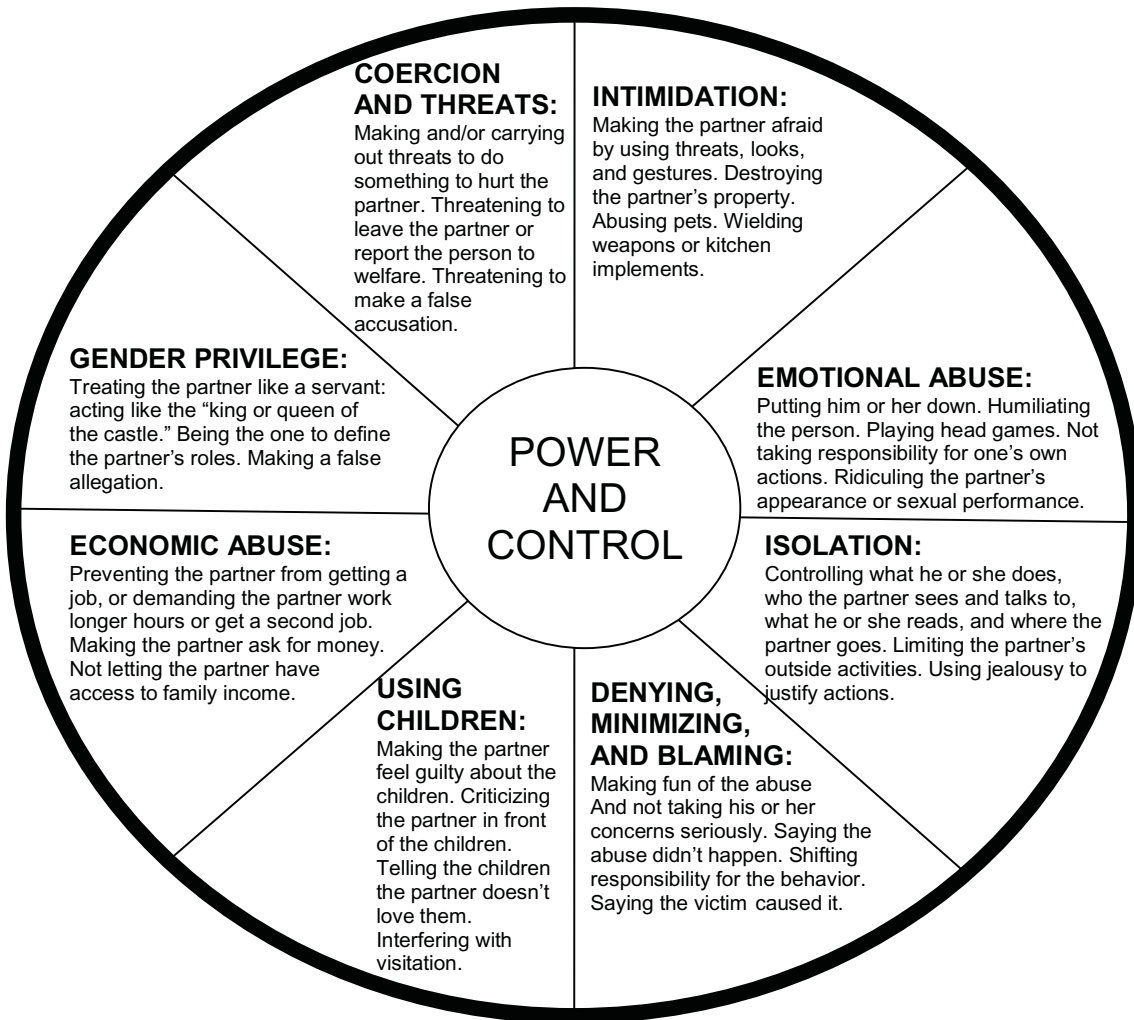 COERCION
AND THREATS:
Making and/or carrying
out threats to do
something to hurt the
partner. Threatening to
leave the partner or
report the person to
welfare. Threatening to
make a false
accusation.
INTIMIDATION:
Making the partner afraid
by using threats, looks,
and gestures. Destroying
the partner’s property.
Abusing pets. Wielding
weapons or kitchen
implements.
GENDER PRIVILEGE:
Treating the partner like a servant:
acting like the “king or queen of
the castle.” Being the one to define
the partner’s roles. Making a false
allegation.
EMOTIONAL ABUSE:
Putting him or her down. Humiliating
the person. Playing head games. Not
taking responsibility for one’s own
actions. Ridiculing the partner’s
appearance or sexual performance.
POWER
AND
CONTROL
ECONOMIC ABUSE:
Preventing the partner from getting a
job, or demanding the partner work
longer hours or get a second job.
Making the partner ask for money.
Not letting the partner have
access to family income.
ISOLATION:
Controlling what he or she does,
who the partner sees and talks to,
what he or she reads, and where the
partner goes. Limiting the partner’s
outside activities. Using jealousy to
justify actions.
USING
CHILDREN:
Making the partner
feel guilty about the
children. Criticizing
the partner in front
of the children.
Telling the children
the partner doesn’t
love them.
Interfering with
visitation.
DENYING,
MINIMIZING,
AND BLAMING:
Making fun of the abuse
And not taking his or her
concerns seriously. Saying the
abuse didn’t happen. Shifting
responsibility for the behavior.
Saying the victim caused it.